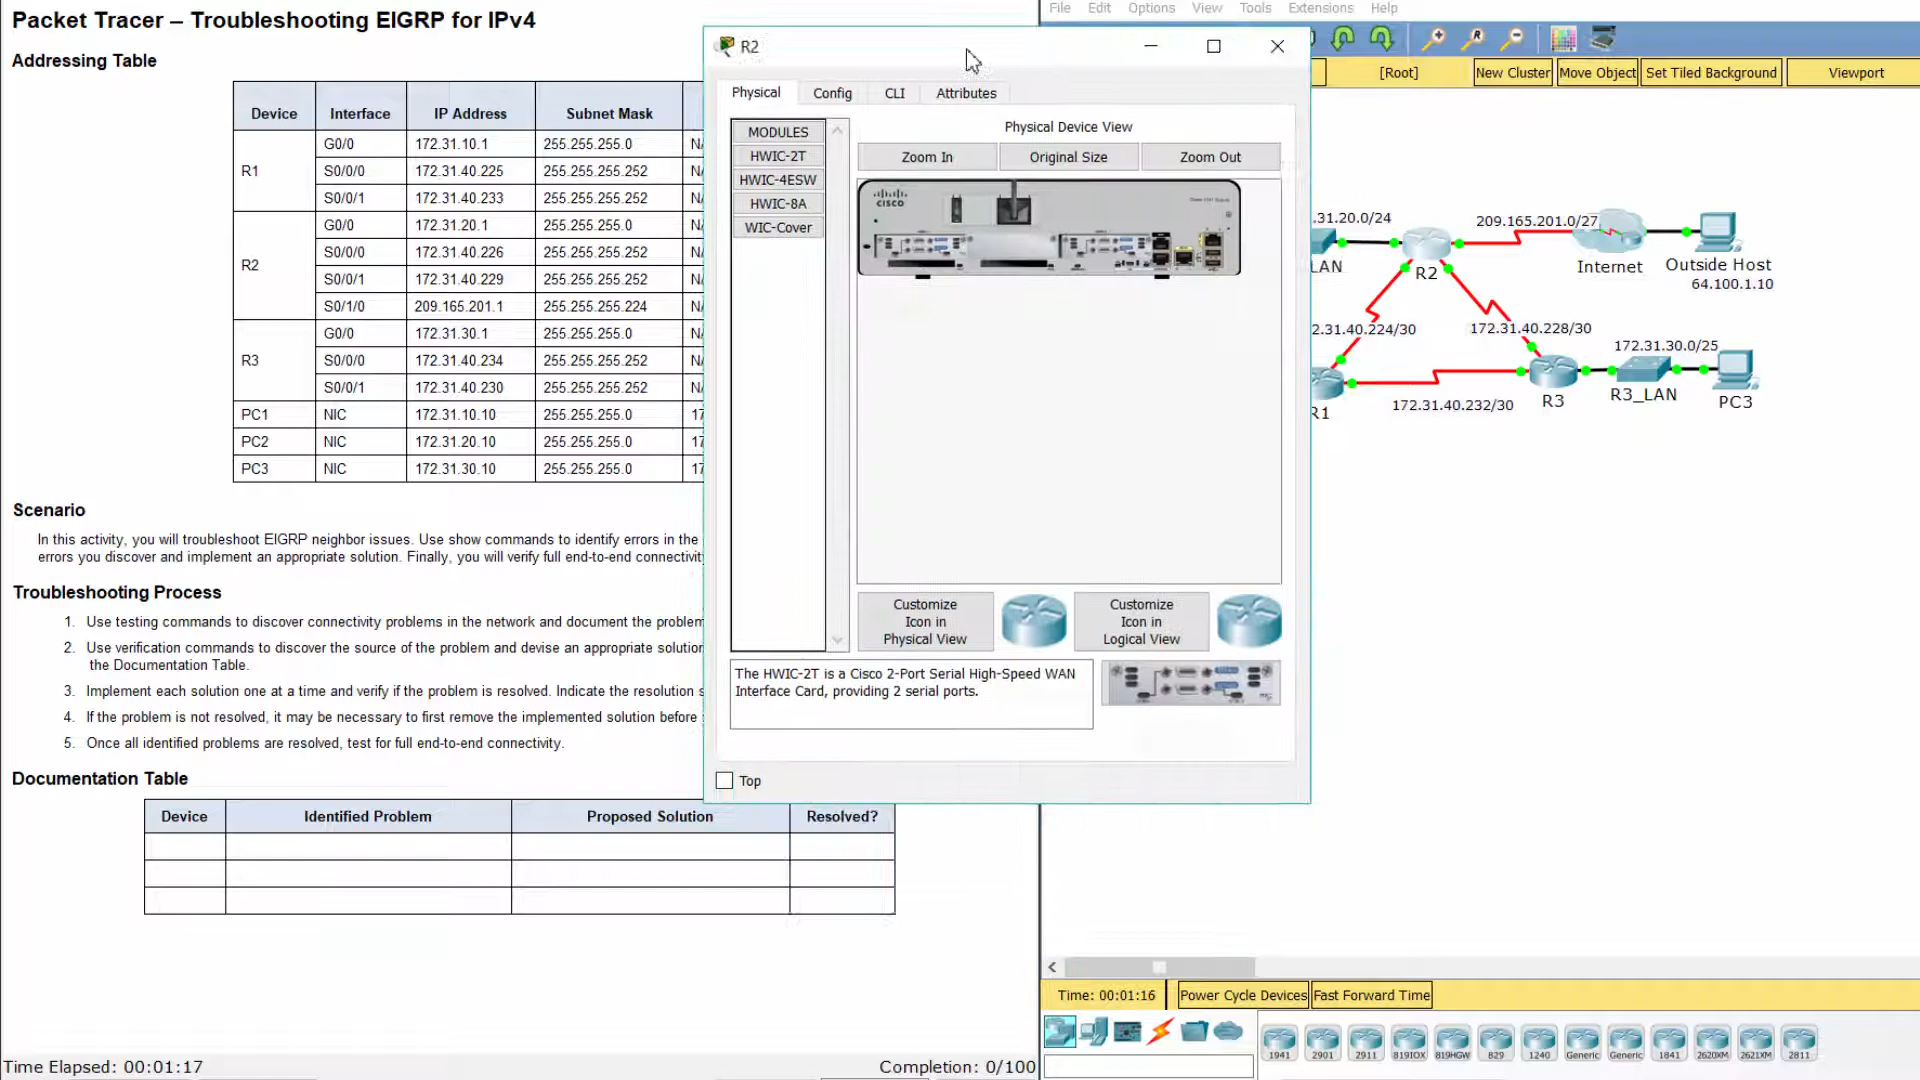 Packet Tracer – Troubleshooting EIGRP for IPv4
Addressing Table
Device Interface IP Address Subnet Mask
R1 G0/0 172.31.10.1 255.255.255.0
S0/0/0 172.31.40.225 255.255.255.252
S0/0/1 172.31.40.233 255.255.255.252
R2 G0/0 172.31.20.1 255.255.255.0
S0/0/0 172.31.40.226 255.255.255.252
S0/0/1 172.31.40.229 255.255.255.252
S0/1/0 209.165.201.1 255.255.255.224
R3 G0/0 172.31.30.1 255.255.255.0
S0/0/0 172.31.40.234 255.255.255.252
S0/0/1 172.31.40.230 255.255.255.252
PC1 NIC 172.31.10.10 255.255.255.0 17
PC2 NIC 172.31.20.10 255.255.255.0 17
PC3 NIC 172.31.30.10 255.255.255.0 17
Scenario
In this activity, you will troubleshoot EIGRP neighbor issues. Use show commands to identify errors in the
errors you discover and implement an appropriate solution. Finally, you will verify full end-to-end connectivity
Troubleshooting Process
1. Use testing commands to discover connectivity problems in the network and document the problem
2. Use verification commands to discover the source of the problem and devise an appropriate solution
the Documentation Table.
3. Implement each solution one at a time and verify if the problem is resolved. Indicate the resolution s
4. If the problem is not resolved, it may be necessary to first remove the implemented solution before
5. Once all identified problems are resolved, test for full end-to-end connectivity.
Documentation Table
Device Identified Problem Proposed Solution Resolved?
Time Elapsed: 00:01:17
Completion: 0/100
R2
Physical Config CLI Attributes
MODULES
HWIC-2T
HWIC-4ESW
HWIC-8A
WIC-Cover
Physical Device View
Zoom In Original Size Zoom Out
CISCO
Customize
Icon in
Physical View
Customize
Icon in
Logical View
The HWIC-2T is a Cisco 2-Port Serial High-Speed WAN
Interface Card, providing 2 serial ports.
Top
File Edit Options View Tools Extensions Help
[Root] New Cluster Move Object Set Tiled Background Viewport
.31.20.0/24
209.165.201.0/27
LAN
R2
Internet
Outside Host
64.100.1.10
2.31.40.224/30
172.31.40.228/30
172.31.30.0/25
R1
172.31.40.232/30
R3
R3_LAN
PC3
Time: 00:01:16 Power Cycle Devices Fast Forward Time
1941 2901 2911 819IOX 819HGW 829 1240 Generic Generic 1841 2620XM 2621XM 2811